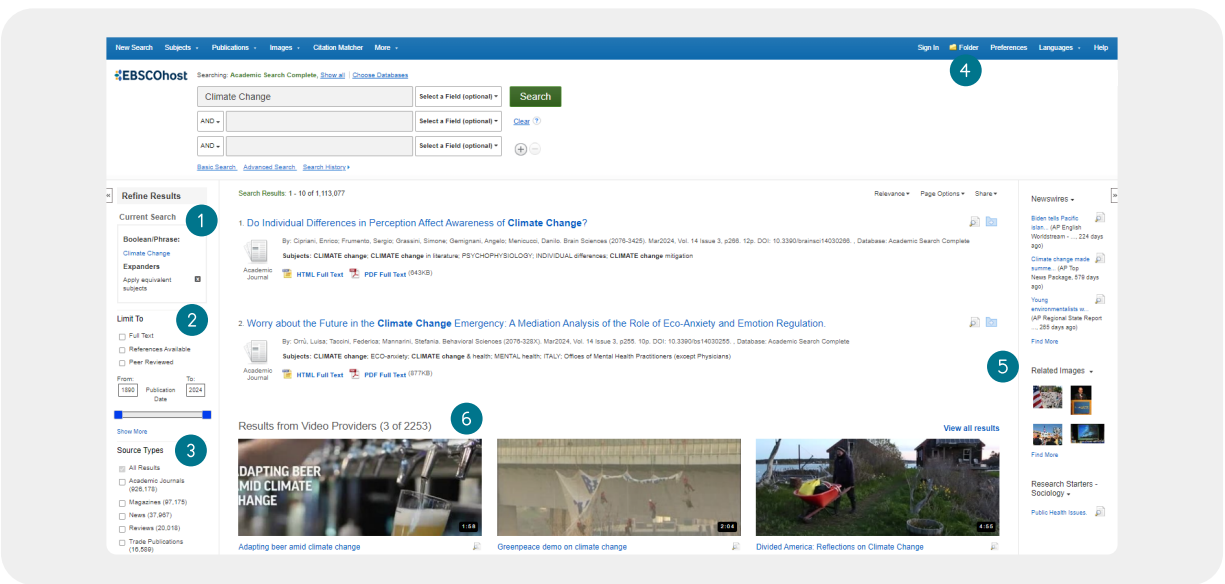 New Search Subjects Publications Images Citation Matcher More Sign In Folder Preferences Languages Help
4
EBSCOhost Searching: Academic Search Complete, Show all | Choose Databases
Climate Change Select a Field (optional) Search
AND Select a Field (optional) Clear ?
AND Select a Field (optional)
Basic Search Advanced Search Search History
Refine Results
Current Search
1
Boolean/Phrase:
Climate Change
Expanders
Apply equivalent
subjects
Limit To
2
Full Text
References Available
Peer Reviewed
From: To:
1890 Publication Date 2024
Show More
Source Types
3
All Results
Academic Journals
(926,178)
Magazines (97,175)
News (37,967)
Reviews (20,018)
Trade Publications
(16,589)
Search Results: 1 - 10 of 1,113,077 Relevance Page Options Share
1. Do Individual Differences in Perception Affect Awareness of Climate Change?
By: Cipriani, Enrico; Frumento, Sergio; Grassini, Simone; Gemignani, Angelo; Menicucci, Danilo. Brain Sciences (2076-3425). Mar2024, Vol. 14 Issue 3, p266. 12p. DOI: 10.3390/brainsci14030266. , Database: Academic Search Complete
Subjects: CLIMATE change; CLIMATE change in literature; PSYCHOPHYSIOLOGY; INDIVIDUAL differences; CLIMATE change mitigation
Academic
Journal
HTML Full Text PDF Full Text (643KB)
2. Worry about the Future in the Climate Change Emergency: A Mediation Analysis of the Role of Eco-Anxiety and Emotion Regulation.
By: Orrù, Luisa; Taccini, Federica; Mannarini, Stefania. Behavioral Sciences (2076-328X). Mar2024, Vol. 14 Issue 3, p255. 10p. DOI: 10.3390/bs14030255. , Database: Academic Search Complete
Subjects: CLIMATE change; ECO-anxiety; CLIMATE change & health; MENTAL health; ITALY; Offices of Mental Health Practitioners (except Physicians)
Academic
Journal
HTML Full Text PDF Full Text (877KB)
Results from Video Providers (3 of 2253)
6
View all results
ADAPTING BEER
AMID CLIMATE
CHANGE
1:58
2:04
4:55
Adapting beer amid climate change
Greenpeace demo on climate change
Divided America: Reflections on Climate Change
Newswires
Biden tells Pacific
islan... (AP English
Worldstream - ..., 224 days
ago)
Climate change made
summe... (AP Top
News Package, 579 days
ago)
Young
environmentalists w...
(AP Regional State Report
..., 265 days ago)
Find More
5
Related Images
Find More
Research Starters -
Sociology
Public Health Issues.